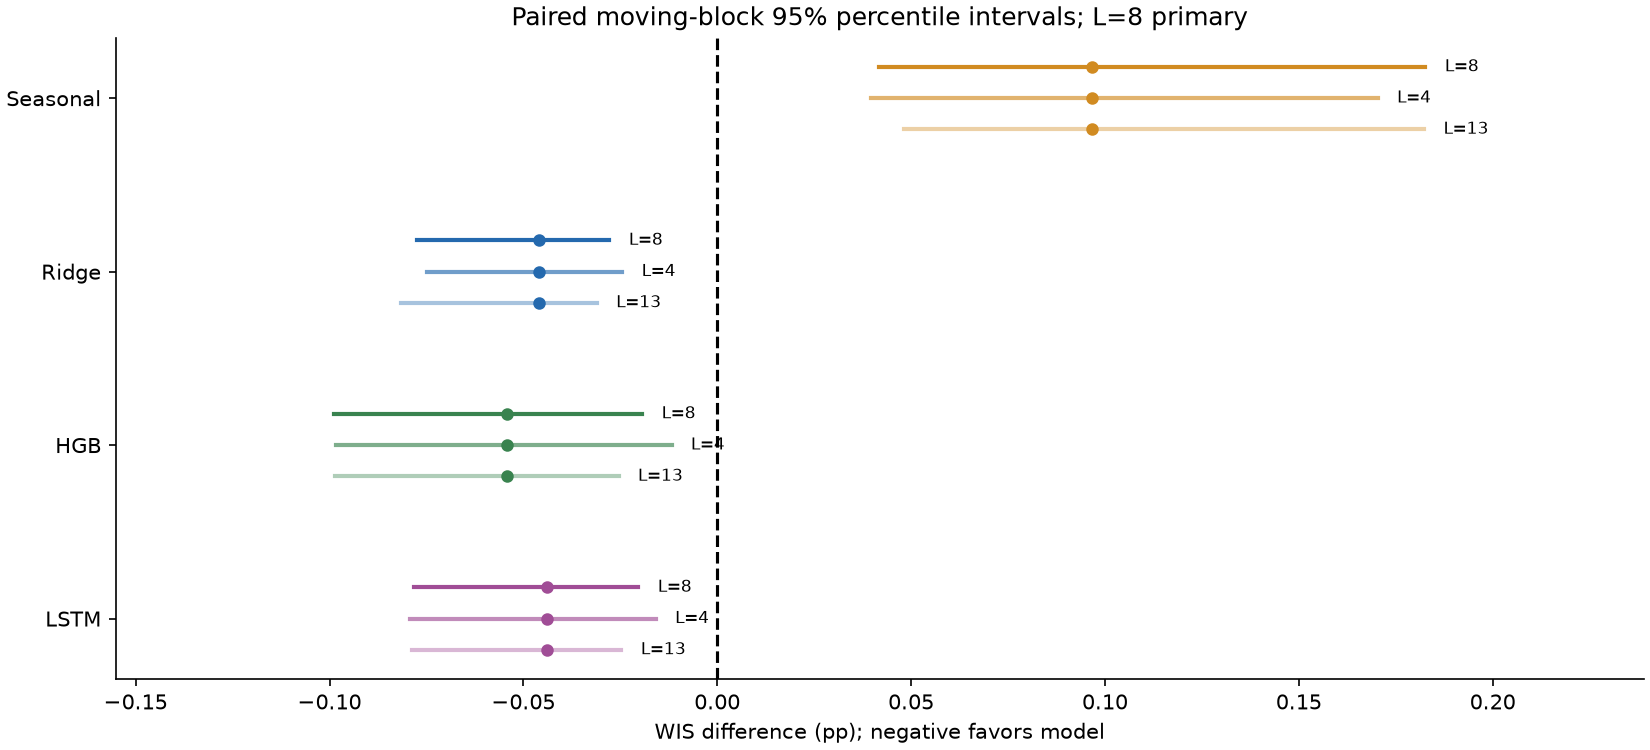 Paired moving-block 95% percentile intervals; L=8 primary
L=8
Seasonal
L=4
L=13
L=8
Ridge
L=4
L=13
L=8
HGB
L=4
L=13
L=8
LSTM
L=4
L=13
−0.15 −0.10 −0.05 0.00 0.05 0.10 0.15 0.20
WIS difference (pp); negative favors model